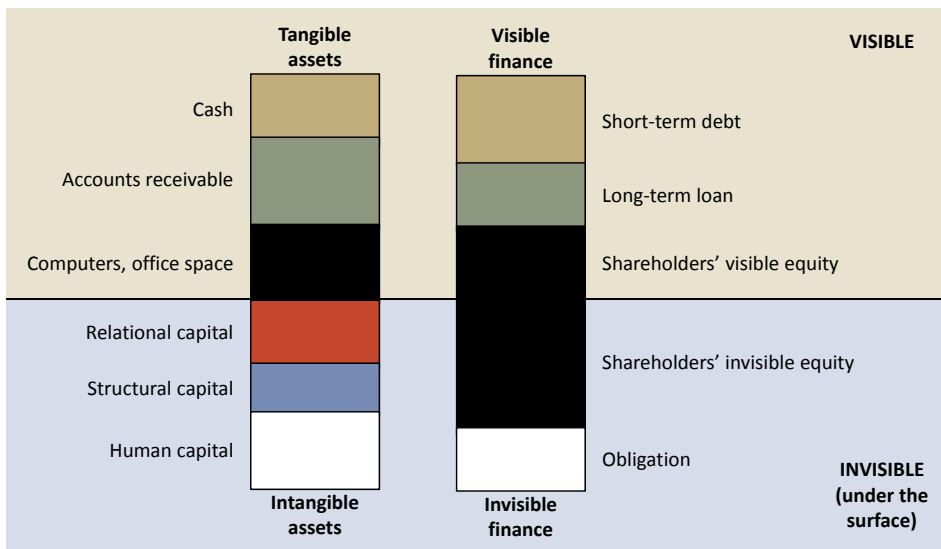 Tangible
assets
Visible
finance
VISIBLE
Cash
Short-term debt
Accounts receivable
Long-term loan
Computers, office space
Shareholders’ visible equity
Relational capital
Shareholders’ invisible equity
Structural capital
Human capital
Obligation
INVISIBLE
(under the
surface)
Intangible
assets
Invisible
finance